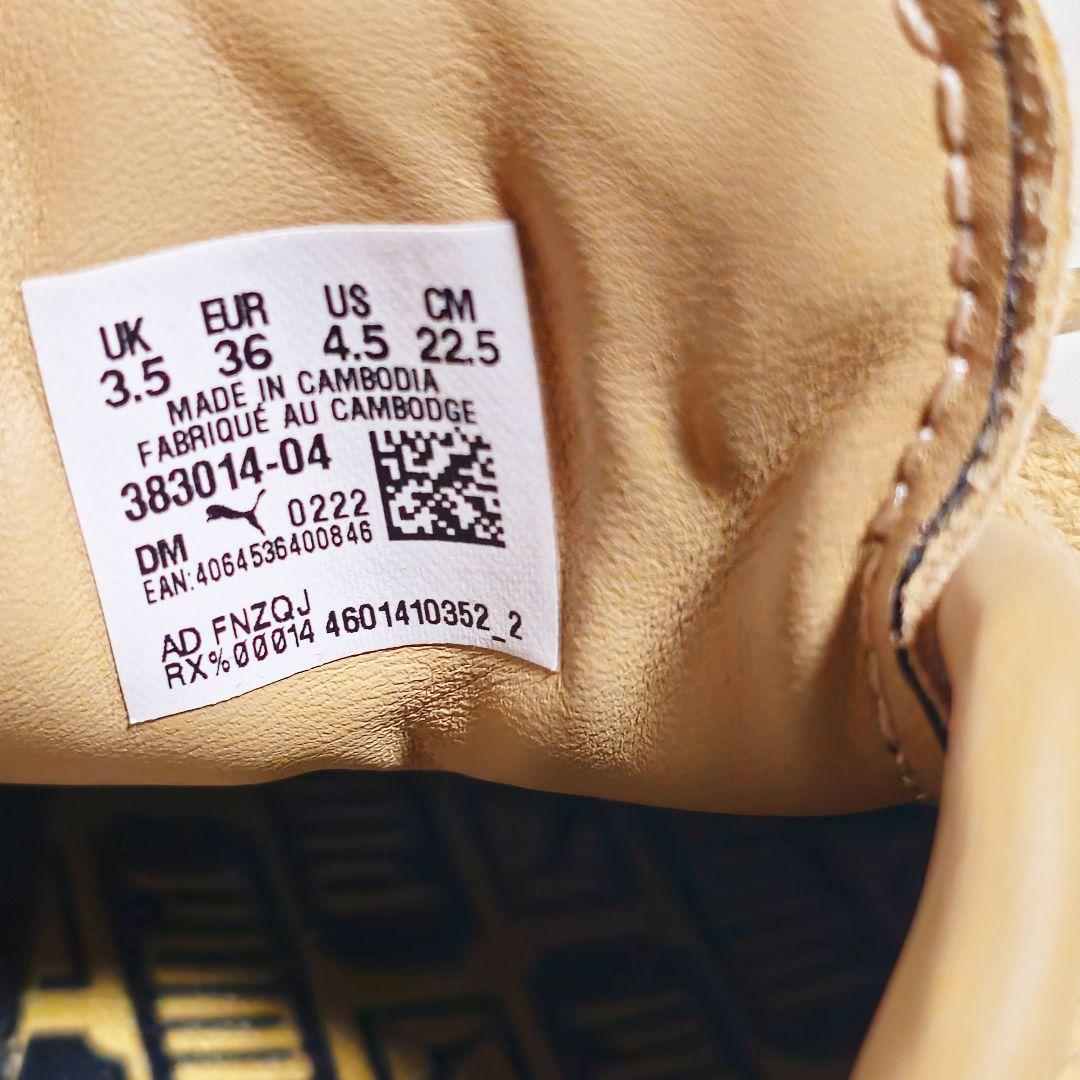 UK EUR US CM
3.5 36 4.5 22.5
MADE IN CAMBODIA
FABRIQUÉ AU CAMBODGE
383014-04
DM 0222
EAN:4064536400846
AD FNZQJ
RX%00014 4601410352_2